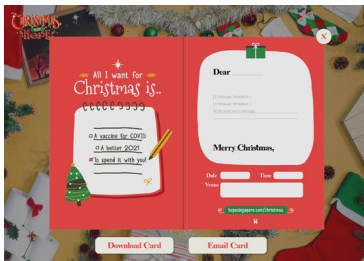 Christmas
HOPE
X
All I want for
Christmas is..
A vaccine for COVID
A better 2021
To spend it with you!
Dear
Merry Christmas,
Date
Time
Venue
Download Card
Email Card